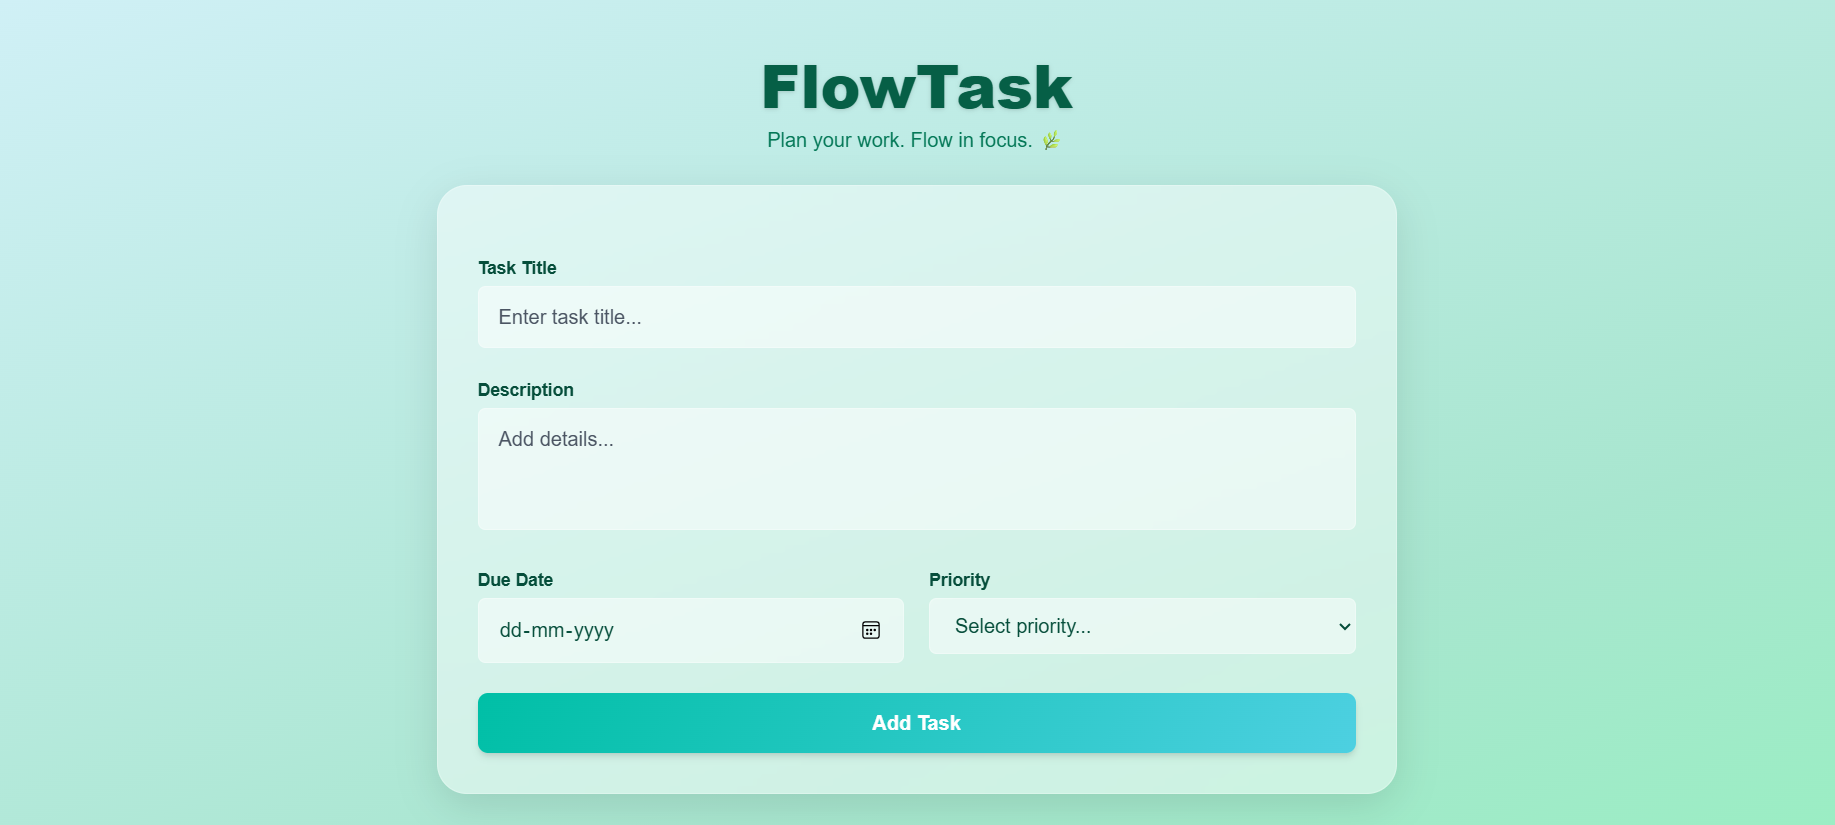 FlowTask
Plan your work. Flow in focus. 🌿
Task Title
Enter task title...
Description
Add details...
Due Date
dd-mm-yyyy
Priority
Select priority...
Add Task